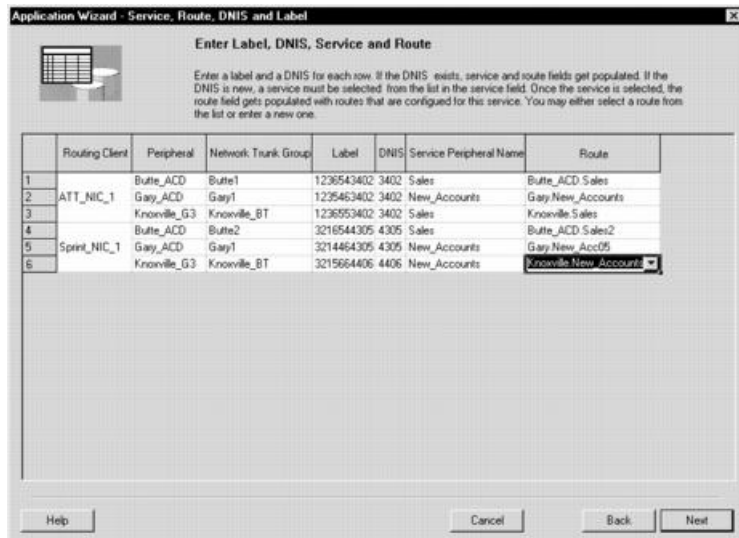 Application Wizard - Service, Route, DNIS and Label
Enter Label, DNIS, Service and Route
Enter a label and a DNIS for each row. If the DNIS exists, service and route fields get populated. If the
DNIS is new, a service must be selected from the list in the service field. Once the service is selected, the
route field gets populated with routes that are configued for this service. You may either select a route from
the list or enter a new one.
Routing Client Peripheral Network Trunk Group Label DNIS Service Peripheral Name Route
1 Butte_ACD Butte1 1236543402 3402 Sales Butte_ACD.Sales
2 ATT_NIC_1 Gary_ACD Gary1 1235463402 3402 New_Accounts Gary.New_Accounts
3 Knoxville_G3 Knoxville_BT 1236553402 3402 Sales Knoxville.Sales
4 Butte_ACD Butte2 3216544305 4305 Sales Butte_ACD.Sales2
5 Sprint_NIC_1 Gary_ACD Gary1 3214464305 4305 New_Accounts Gary.New_Acc05
6 Knoxville_G3 Knoxville_BT 3215664406 4406 New_Accounts Knoxville.New_Accounts
Help Cancel Back Next